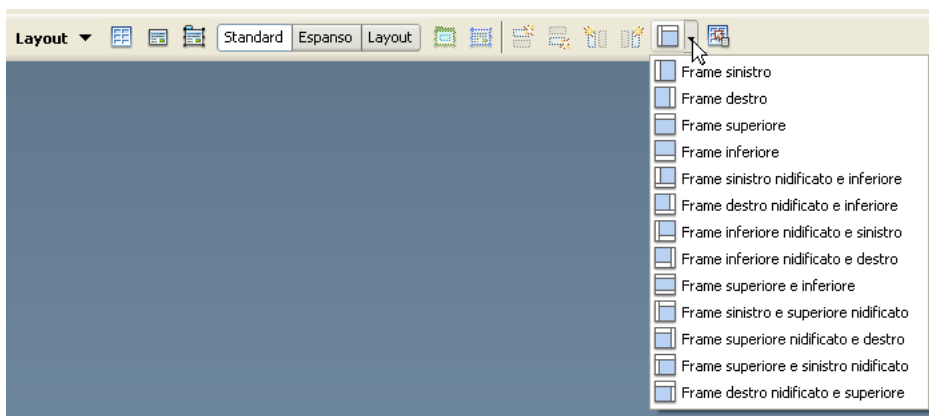 Layout Standard Espanso Layout
Frame sinistro
Frame destro
Frame superiore
Frame inferiore
Frame sinistro nidificato e inferiore
Frame destro nidificato e inferiore
Frame inferiore nidificato e sinistro
Frame inferiore nidificato e destro
Frame superiore e inferiore
Frame sinistro e superiore nidificato
Frame superiore nidificato e destro
Frame superiore e sinistro nidificato
Frame destro nidificato e superiore